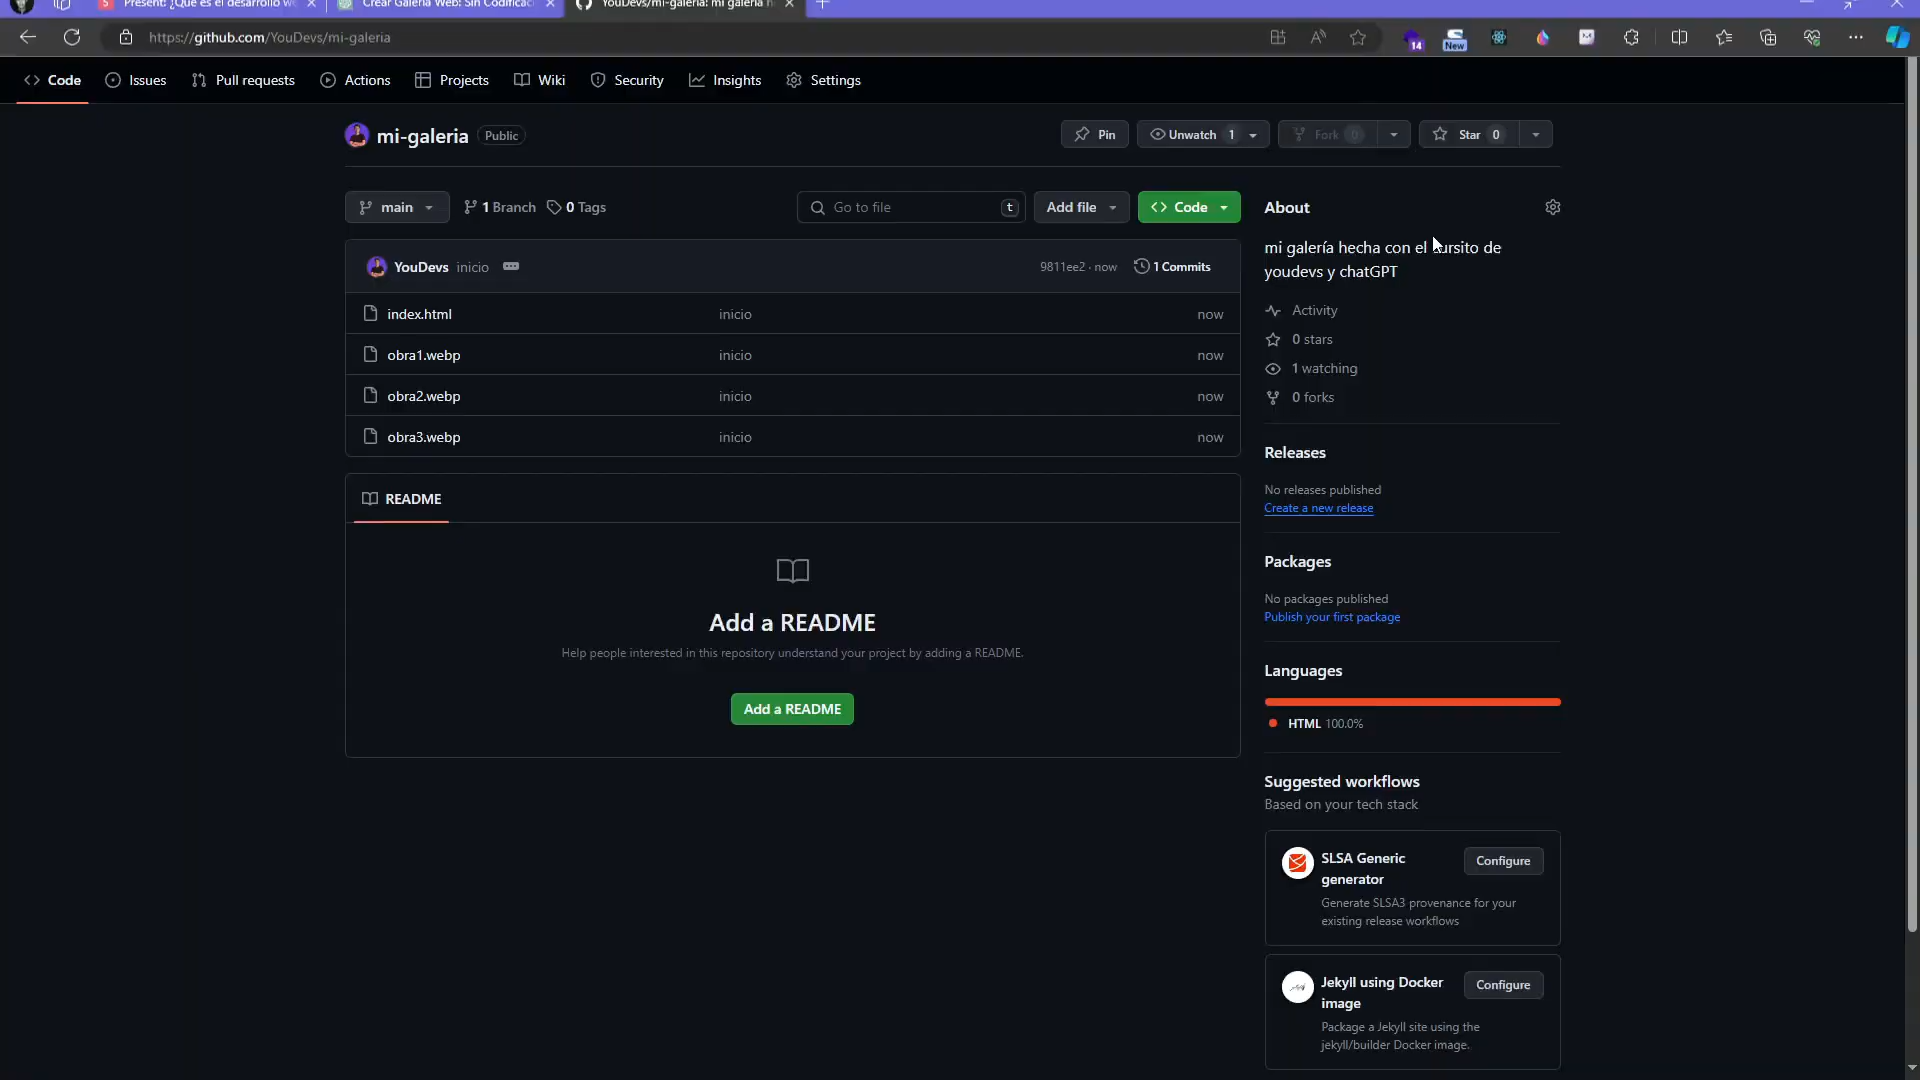 Present: ¿Qué es el desarrollo we
Crear Galería Web: Sin Codificac
YouDevs/mi-galeria: mi galería h
https://github.com/YouDevs/mi-galeria
14
New
Code
Issues
Pull requests
Actions
Projects
Wiki
Security
Insights
Settings
mi-galeria
Public
Pin
Unwatch 1
Fork 0
Star 0
main
1 Branch
0 Tags
Go to file
t
Add file
Code
YouDevs inicio
9811ee2 · now
1 Commits
index.html inicio now
obra1.webp inicio now
obra2.webp inicio now
obra3.webp inicio now
README
Add a README
Help people interested in this repository understand your project by adding a README.
Add a README
About
mi galería hecha con el cursito de
youdevs y chatGPT
Activity
0 stars
1 watching
0 forks
Releases
No releases published
Create a new release
Packages
No packages published
Publish your first package
Languages
HTML 100.0%
Suggested workflows
Based on your tech stack
SLSA Generic
generator
Configure
Generate SLSA3 provenance for your
existing release workflows
Jekyll using Docker
image
Configure
Package a Jekyll site using the
jekyll/builder Docker image.